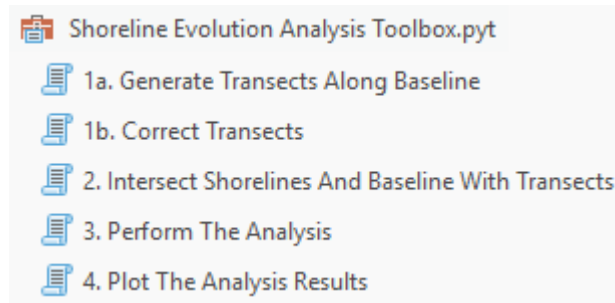 Shoreline Evolution Analysis Toolbox.pyt
1a. Generate Transects Along Baseline
1b. Correct Transects
2. Intersect Shorelines And Baseline With Transects
3. Perform The Analysis
4. Plot The Analysis Results